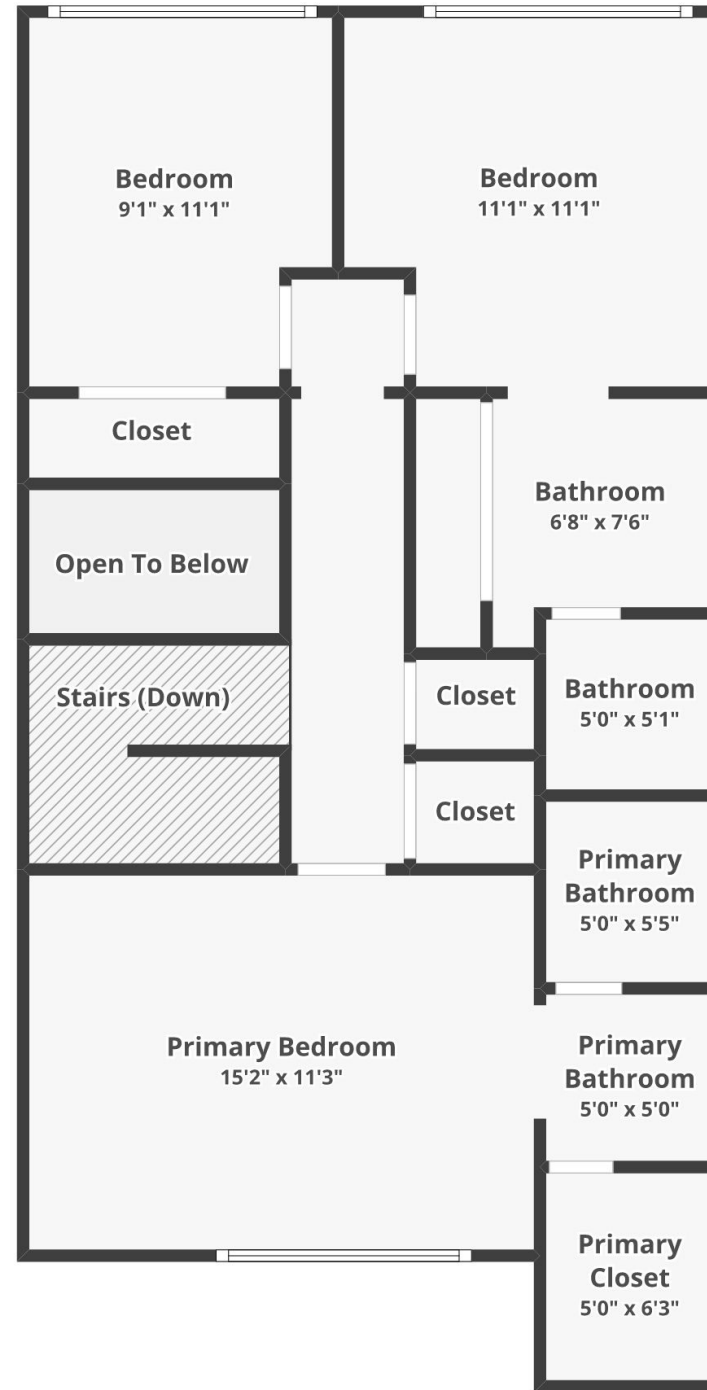 Bedroom
9'1" x 11'1"
Bedroom
11'1" x 11'1"
Closet
Bathroom
6'8" x 7'6"
Open To Below
Stairs (Down)
Closet
Bathroom
5'0" x 5'1"
Closet
Primary
Bathroom
5'0" x 5'5"
Primary Bedroom
15'2" x 11'3"
Primary
Bathroom
5'0" x 5'0"
Primary
Closet
5'0" x 6'3"